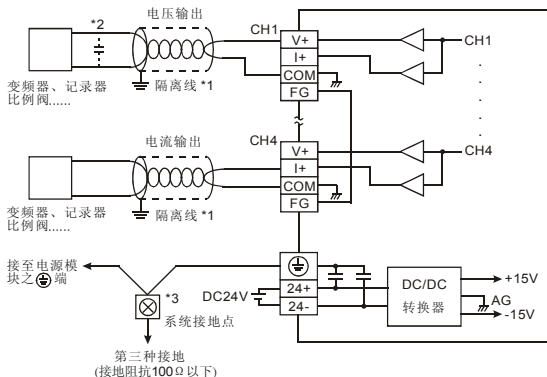 电压输出
*2
CH1
V+
I+
COM
FG
CH1
隔离线 *1
变频器、记录器
比例阀......
电流输出
CH4
V+
I+
COM
FG
CH4
隔离线 *1
变频器、记录器
比例阀......
接至电源模
块之 端
*3
系统接地点
DC24V
24+
24-
DC/DC
转换器
+15V
AG
-15V
第三种接地
(接地阻抗100Ω以下)